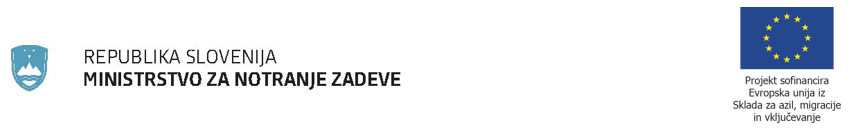 REPUBLIKA SLOVENIJA
MINISTRSTVO ZA NOTRANJE ZADEVE
Projekt sofinancira
Evropska unija iz
Sklada za azil, migracije
in vključevanje